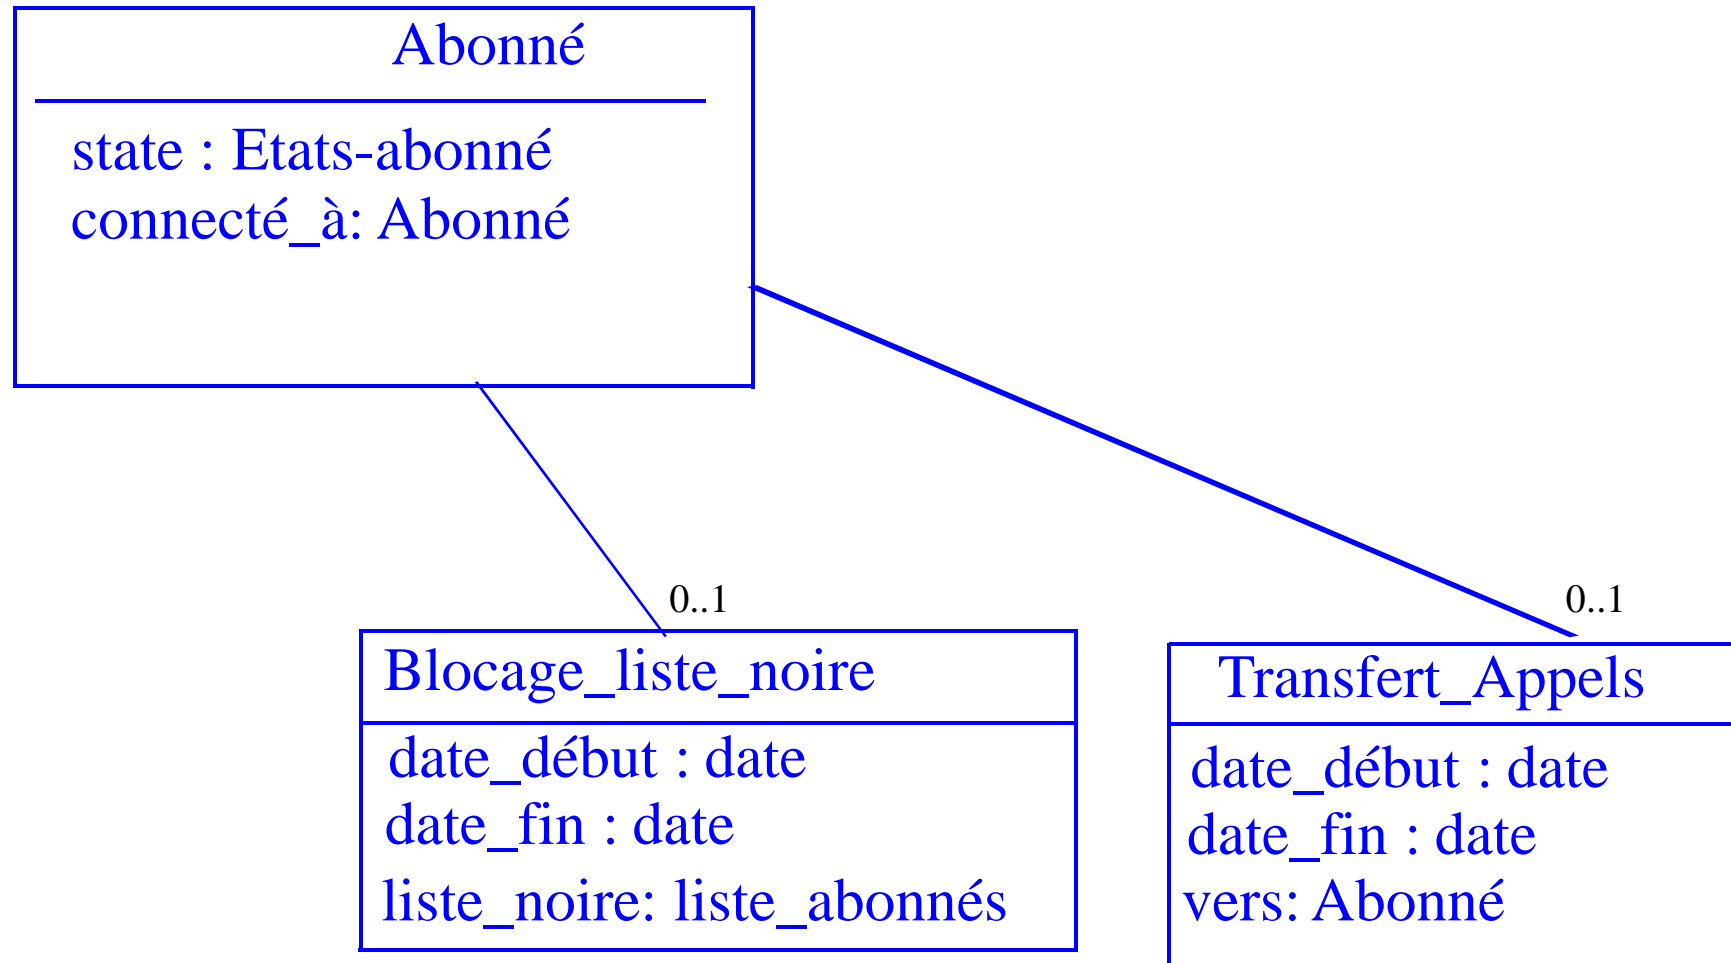 Abonné
state : Etats-abonné
connecté_à: Abonné
0..1
0..1
Blocage_liste_noire
date_début : date
date_fin : date
liste_noire: liste_abonnés
Transfert_Appels
date_début : date
date_fin : date
vers: Abonné